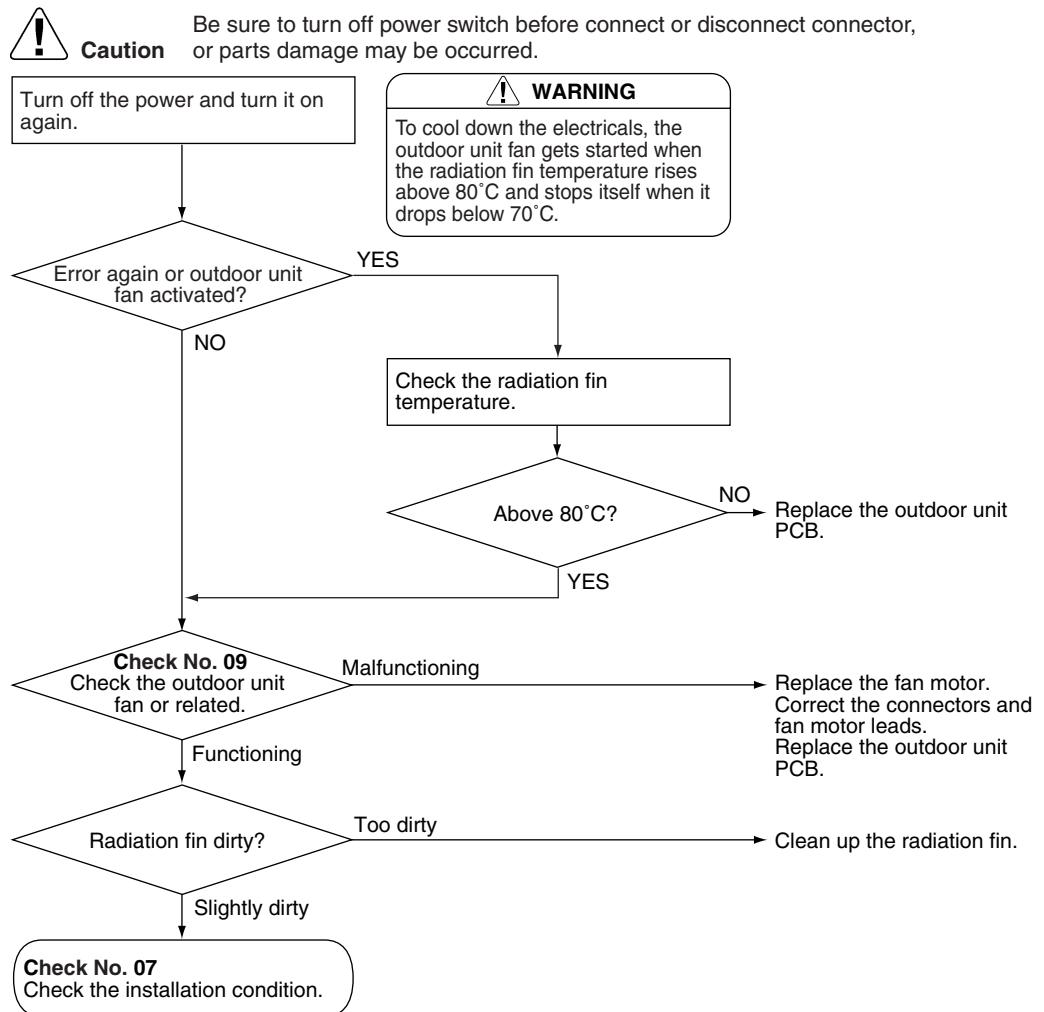 Be sure to turn off power switch before connect or disconnect connector,
Caution or parts damage may be occurred.
Turn off the power and turn it on
again.
WARNING
To cool down the electricals, the
outdoor unit fan gets started when
the radiation fin temperature rises
above 80˚C and stops itself when it
drops below 70˚C.
Error again or outdoor unit
fan activated?
YES
NO
Check the radiation fin
temperature.
Above 80˚C?
NO
Replace the outdoor unit
PCB.
YES
Check No. 09
Check the outdoor unit
fan or related.
Malfunctioning
Replace the fan motor.
Correct the connectors and
fan motor leads.
Replace the outdoor unit
PCB.
Functioning
Radiation fin dirty?
Too dirty
Clean up the radiation fin.
Slightly dirty
Check No. 07
Check the installation condition.